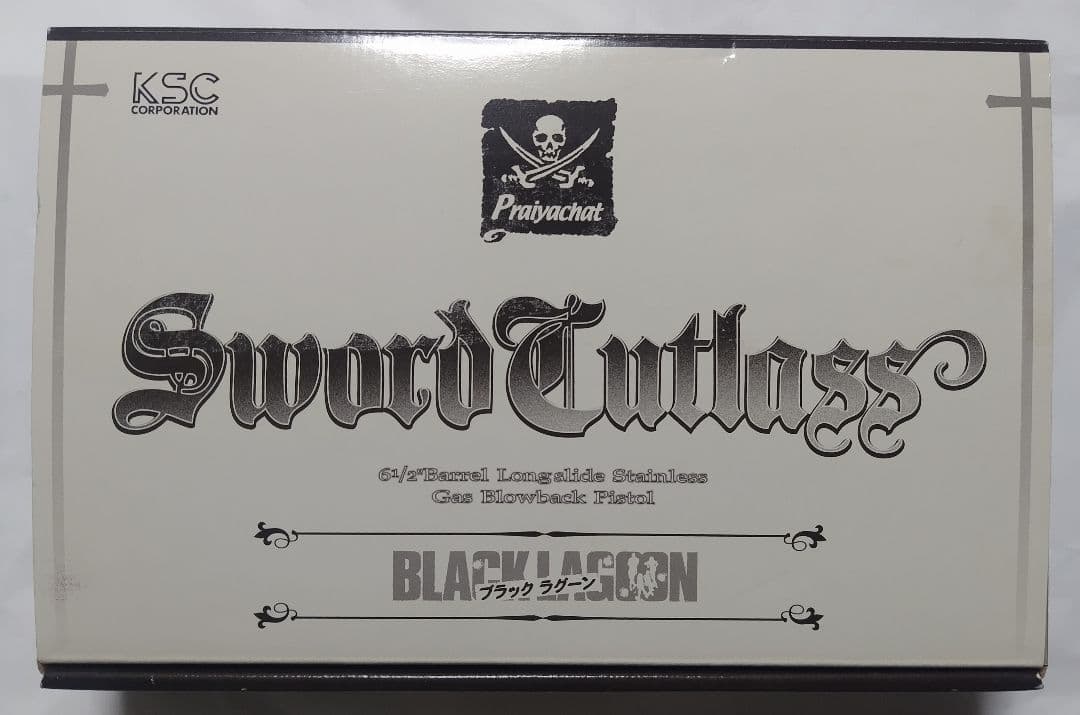 KSC
CORPORATION
Praiyachat
Sword Cutlass
6 1/2"Barrel Longslide Stainless
Gas Blowback Pistol
BLACK LAGOON
ブラック ラグーン